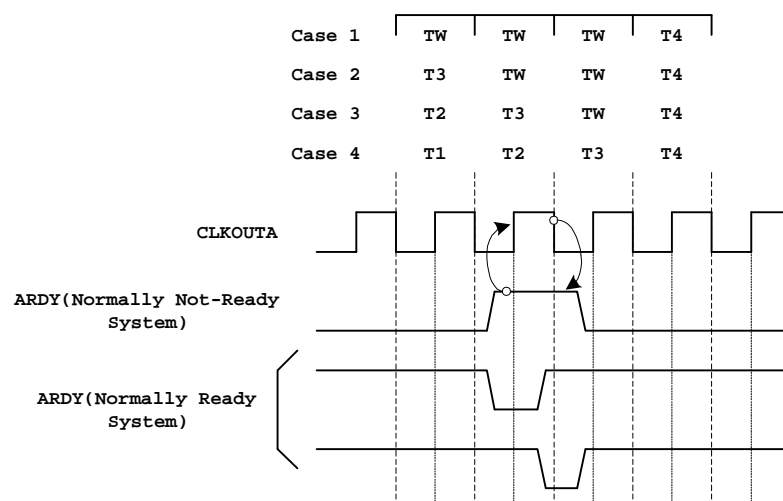 Case 1 TW TW TW T4
Case 2 T3 TW TW T4
Case 3 T2 T3 TW T4
Case 4 T1 T2 T3 T4
CLKOUTA
ARDY(Normally Not-Ready
System)
ARDY(Normally Ready
System)